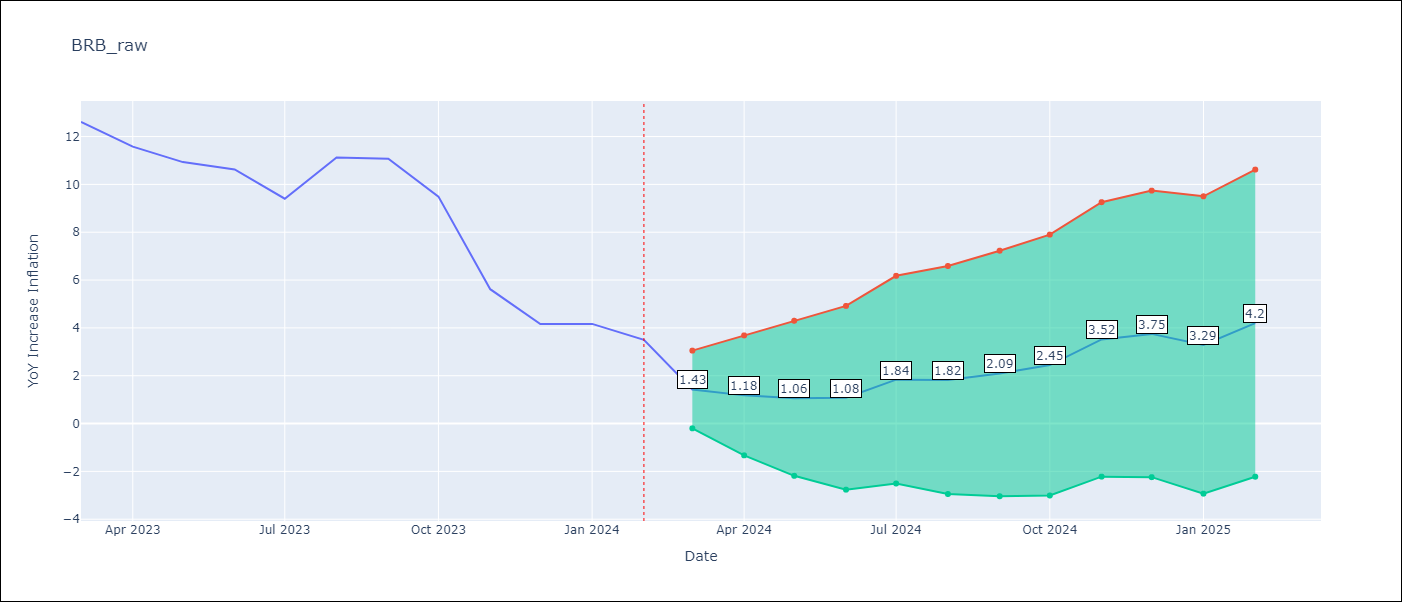 BRB_raw
YoY Increase Inflation
12
10
8
6
4
2
0
−2
−4
1.43
1.18
1.06
1.08
1.84
1.82
2.09
2.45
3.52
3.75
3.29
4.2
Apr 2023
Jul 2023
Oct 2023
Jan 2024
Apr 2024
Jul 2024
Oct 2024
Jan 2025
Date